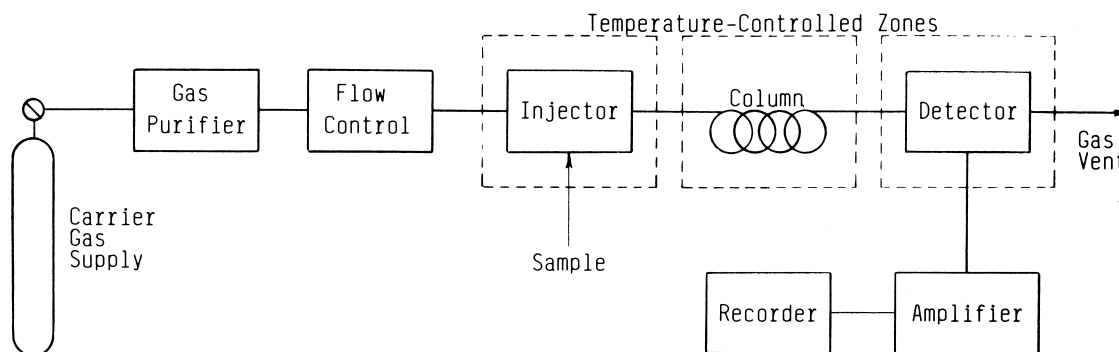 Temperature-Controlled Zones
Gas
Purifier
Flow
Control
Injector
Column
Detector
Gas
Vent
Carrier
Gas
Supply
Sample
Recorder
Amplifier